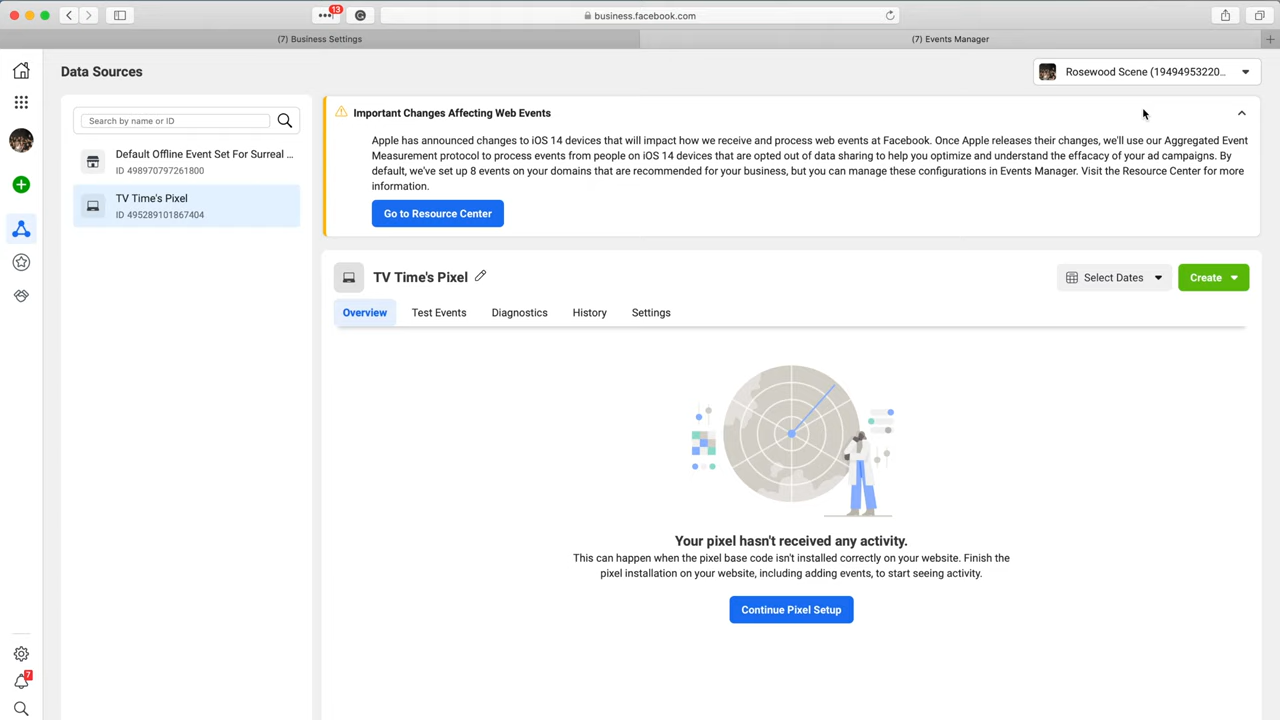 13
business.facebook.com
(7) Business Settings
(7) Events Manager
Data Sources
Rosewood Scene (19494953220...
Search by name or ID
Default Offline Event Set For Surreal ...
ID 498970797261800
TV Time's Pixel
ID 495289101867404
Important Changes Affecting Web Events
Apple has announced changes to iOS 14 devices that will impact how we receive and process web events at Facebook. Once Apple releases their changes, we'll use our Aggregated Event
Measurement protocol to process events from people on iOS 14 devices that are opted out of data sharing to help you optimize and understand the effficacy of your ad campaigns. By
default, we've set up 8 events on your domains that are recommended for your business, but you can manage these configurations in Events Manager. Visit the Resource Center for more
information.
Go to Resource Center
TV Time's Pixel
Select Dates
Create
Overview
Test Events
Diagnostics
History
Settings
Your pixel hasn't received any activity.
This can happen when the pixel base code isn't installed correctly on your website. Finish the
pixel installation on your website, including adding events, to start seeing activity.
Continue Pixel Setup
7